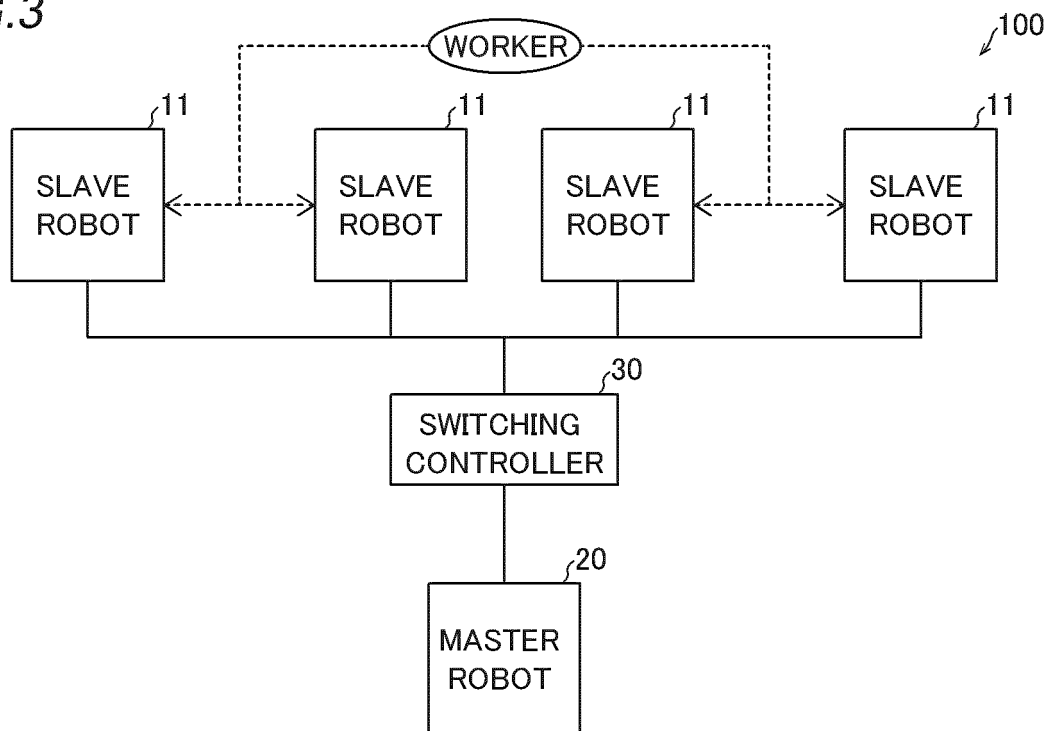 .3
WORKER
100
11
11
11
11
SLAVE
ROBOT
SLAVE
ROBOT
SLAVE
ROBOT
SLAVE
ROBOT
30
SWITCHING
CONTROLLER
20
MASTER
ROBOT